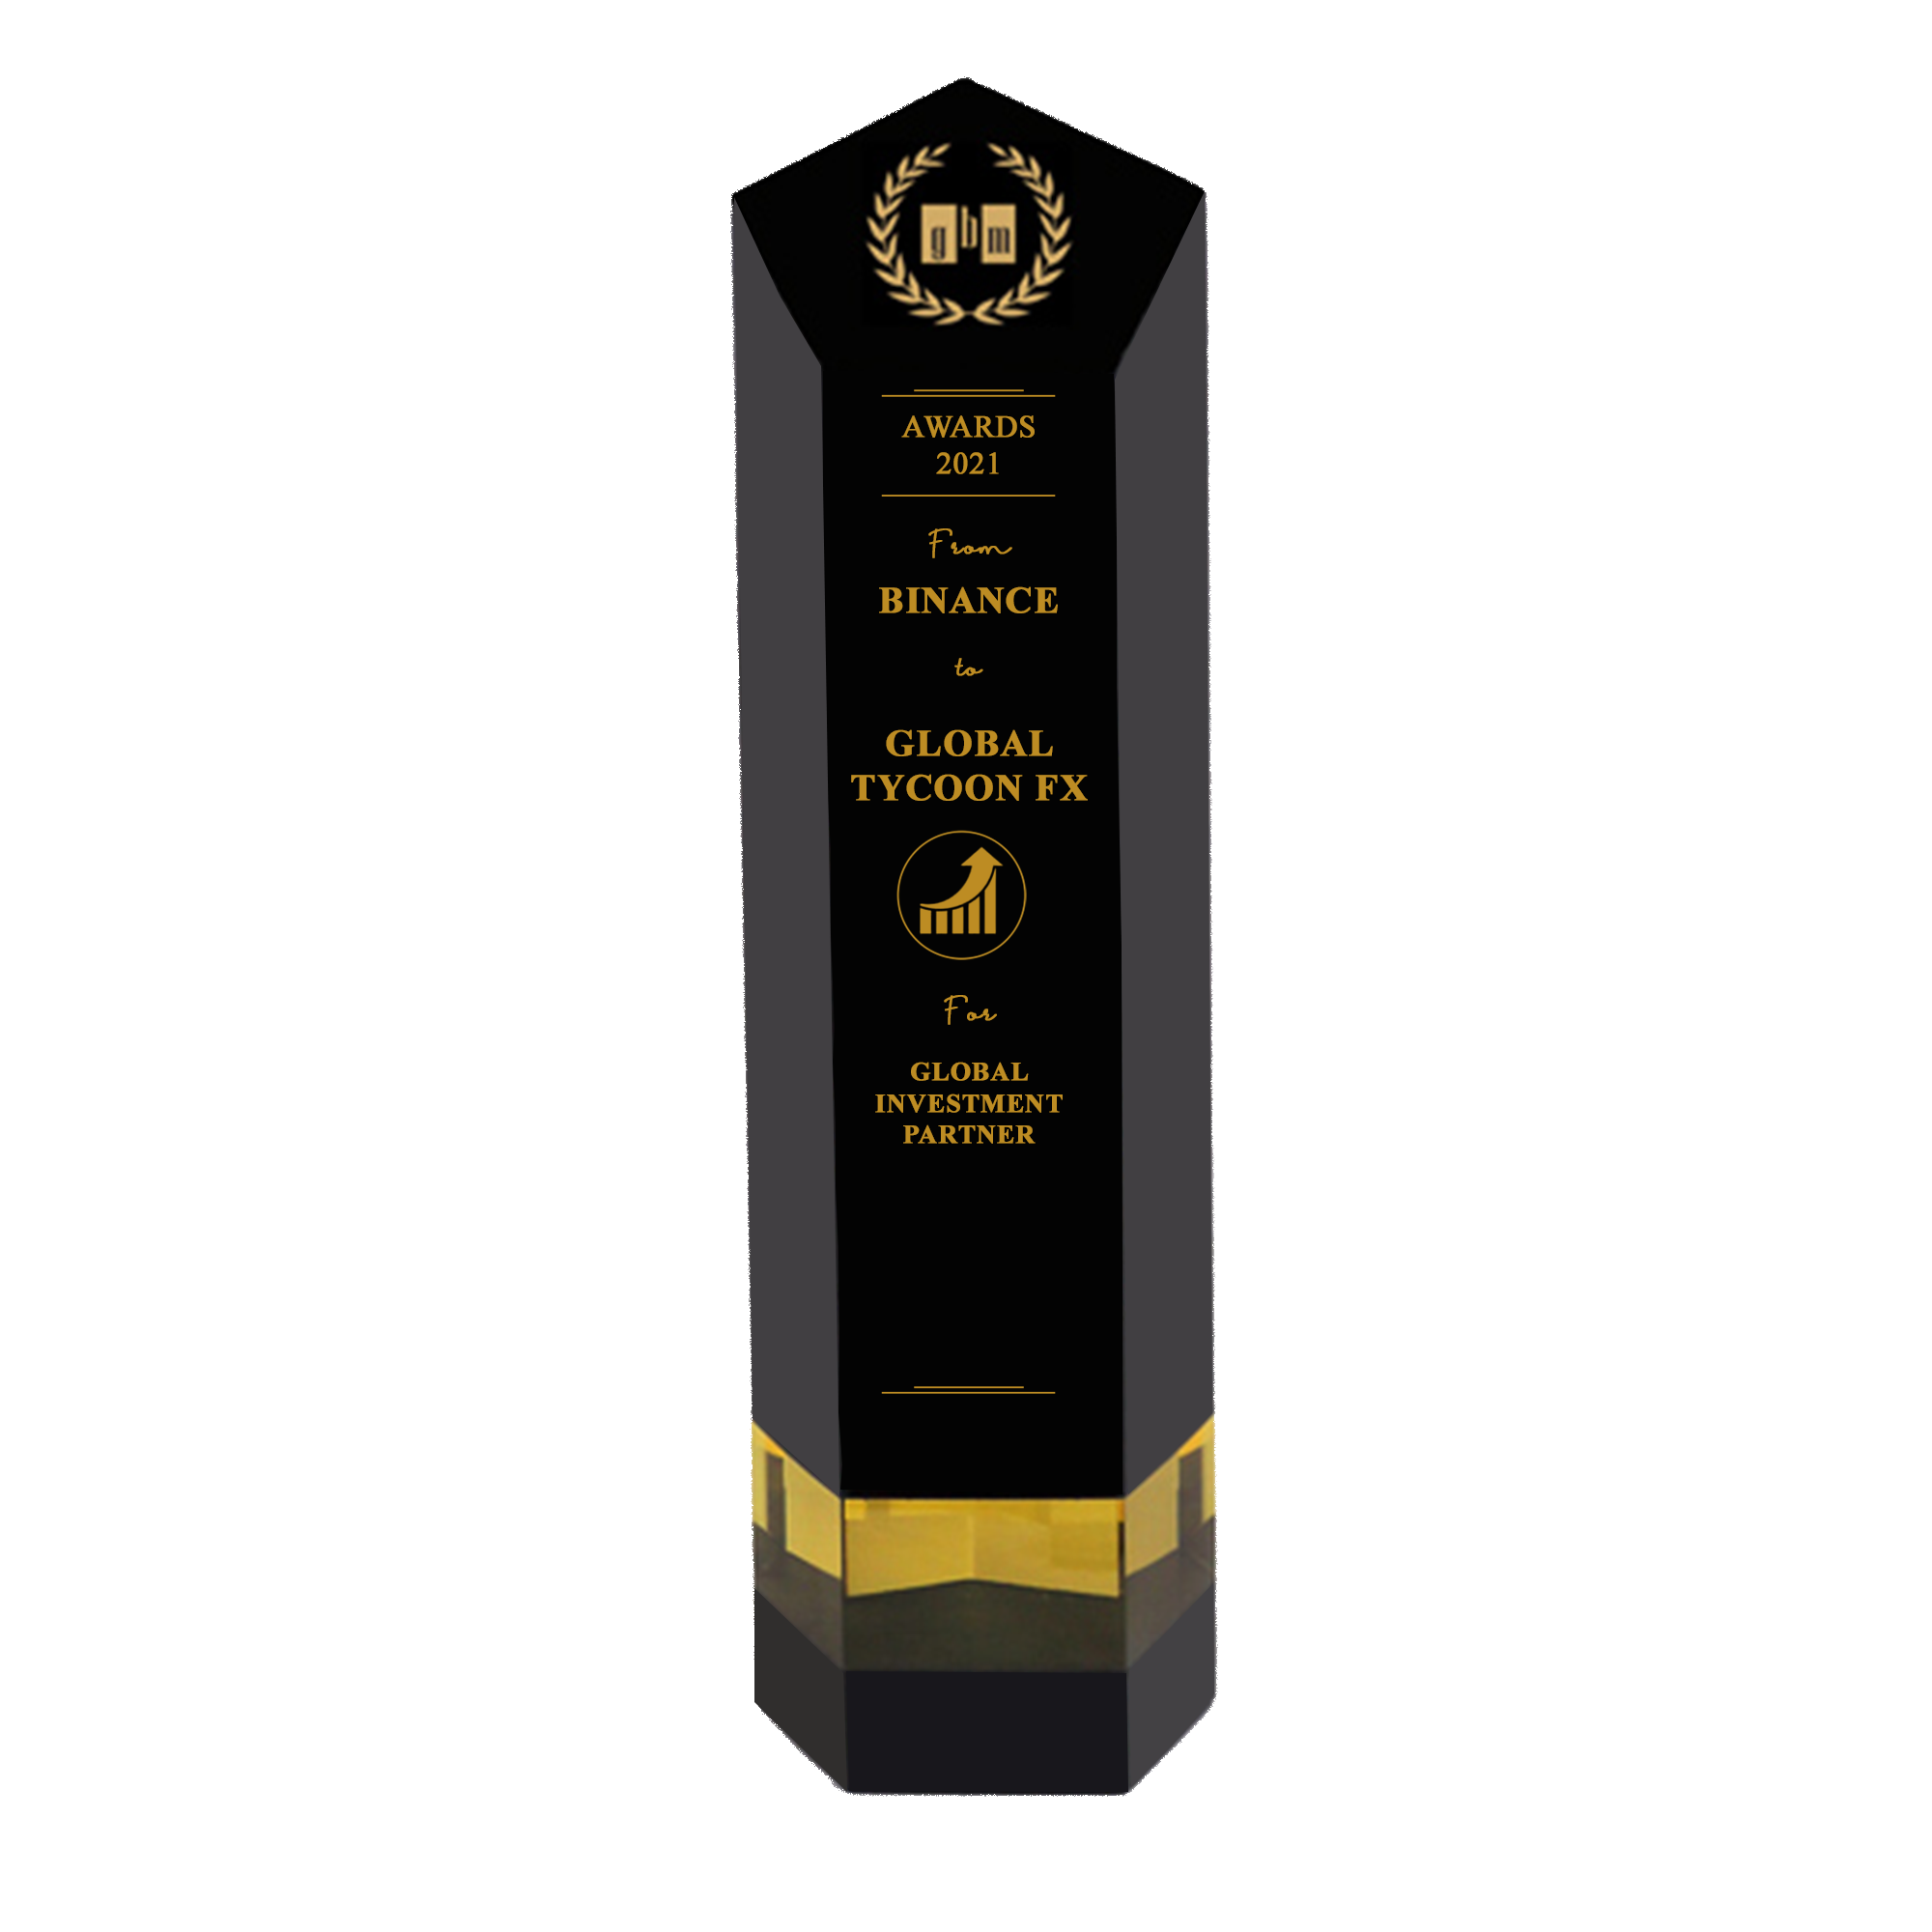 gbm
AWARDS
2021
From
BINANCE
to
GLOBAL
TYCOON FX
For
GLOBAL
INVESTMENT
PARTNER